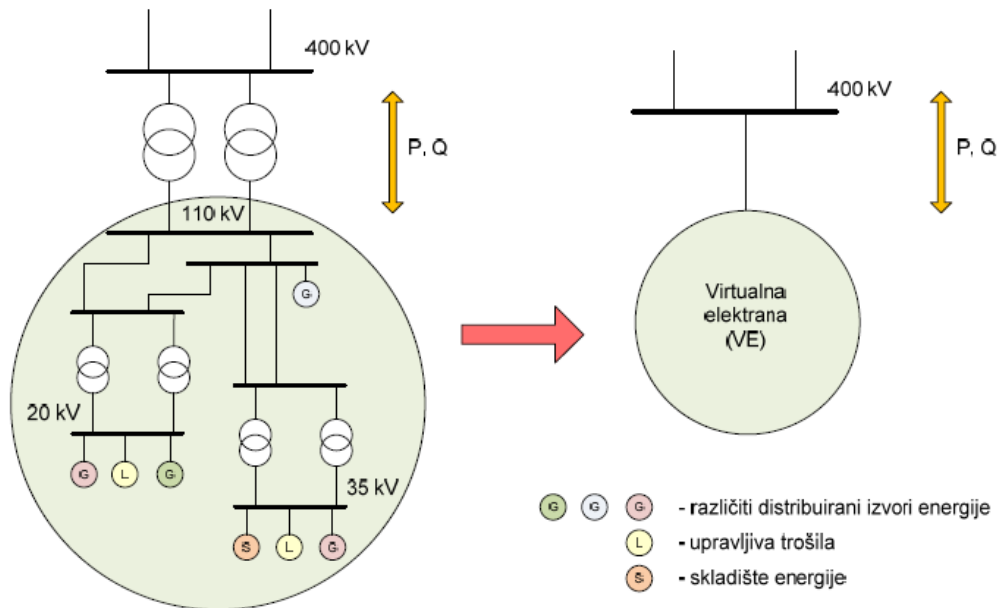 400 kV
P, Q
110 kV
G
20 kV
G L G
35 kV
S L G
400 kV
P, Q
Virtualna
elektrana
(VE)
G G G - različiti distribuirani izvori energije
L - upravljiva trošila
S - skladište energije